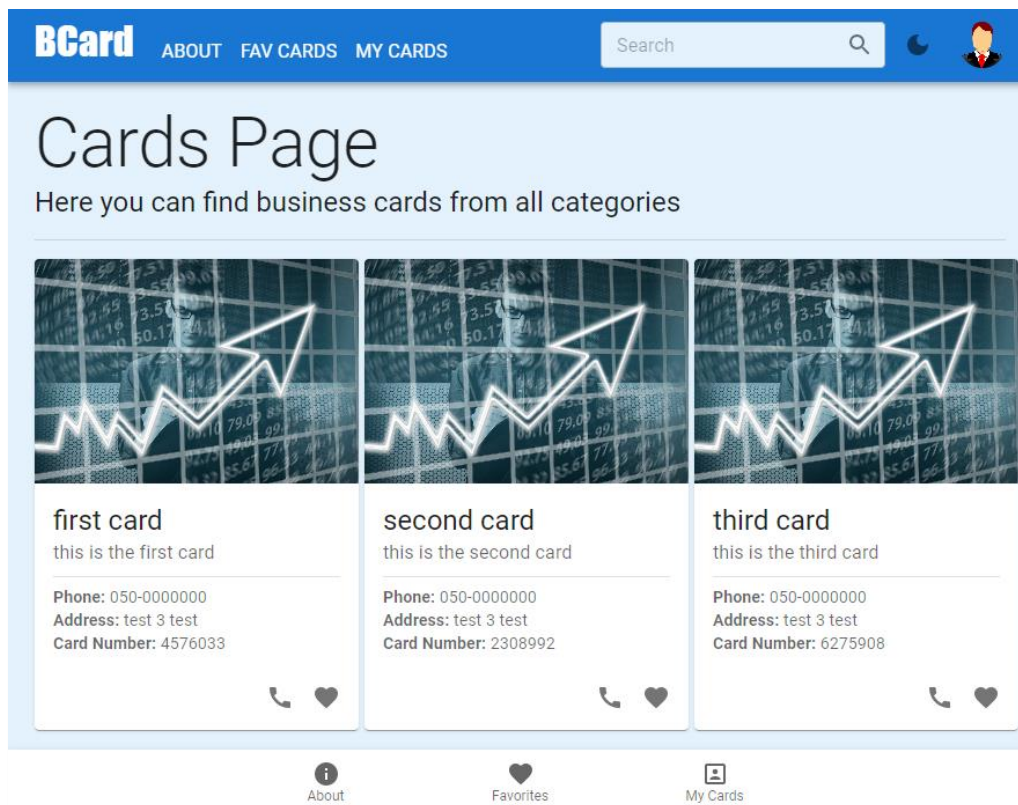 BCard ABOUT FAV CARDS MY CARDS Search
Cards Page
Here you can find business cards from all categories
first card
this is the first card
Phone: 050-0000000
Address: test 3 test
Card Number: 4576033
second card
this is the second card
Phone: 050-0000000
Address: test 3 test
Card Number: 2308992
third card
this is the third card
Phone: 050-0000000
Address: test 3 test
Card Number: 6275908
About Favorites My Cards